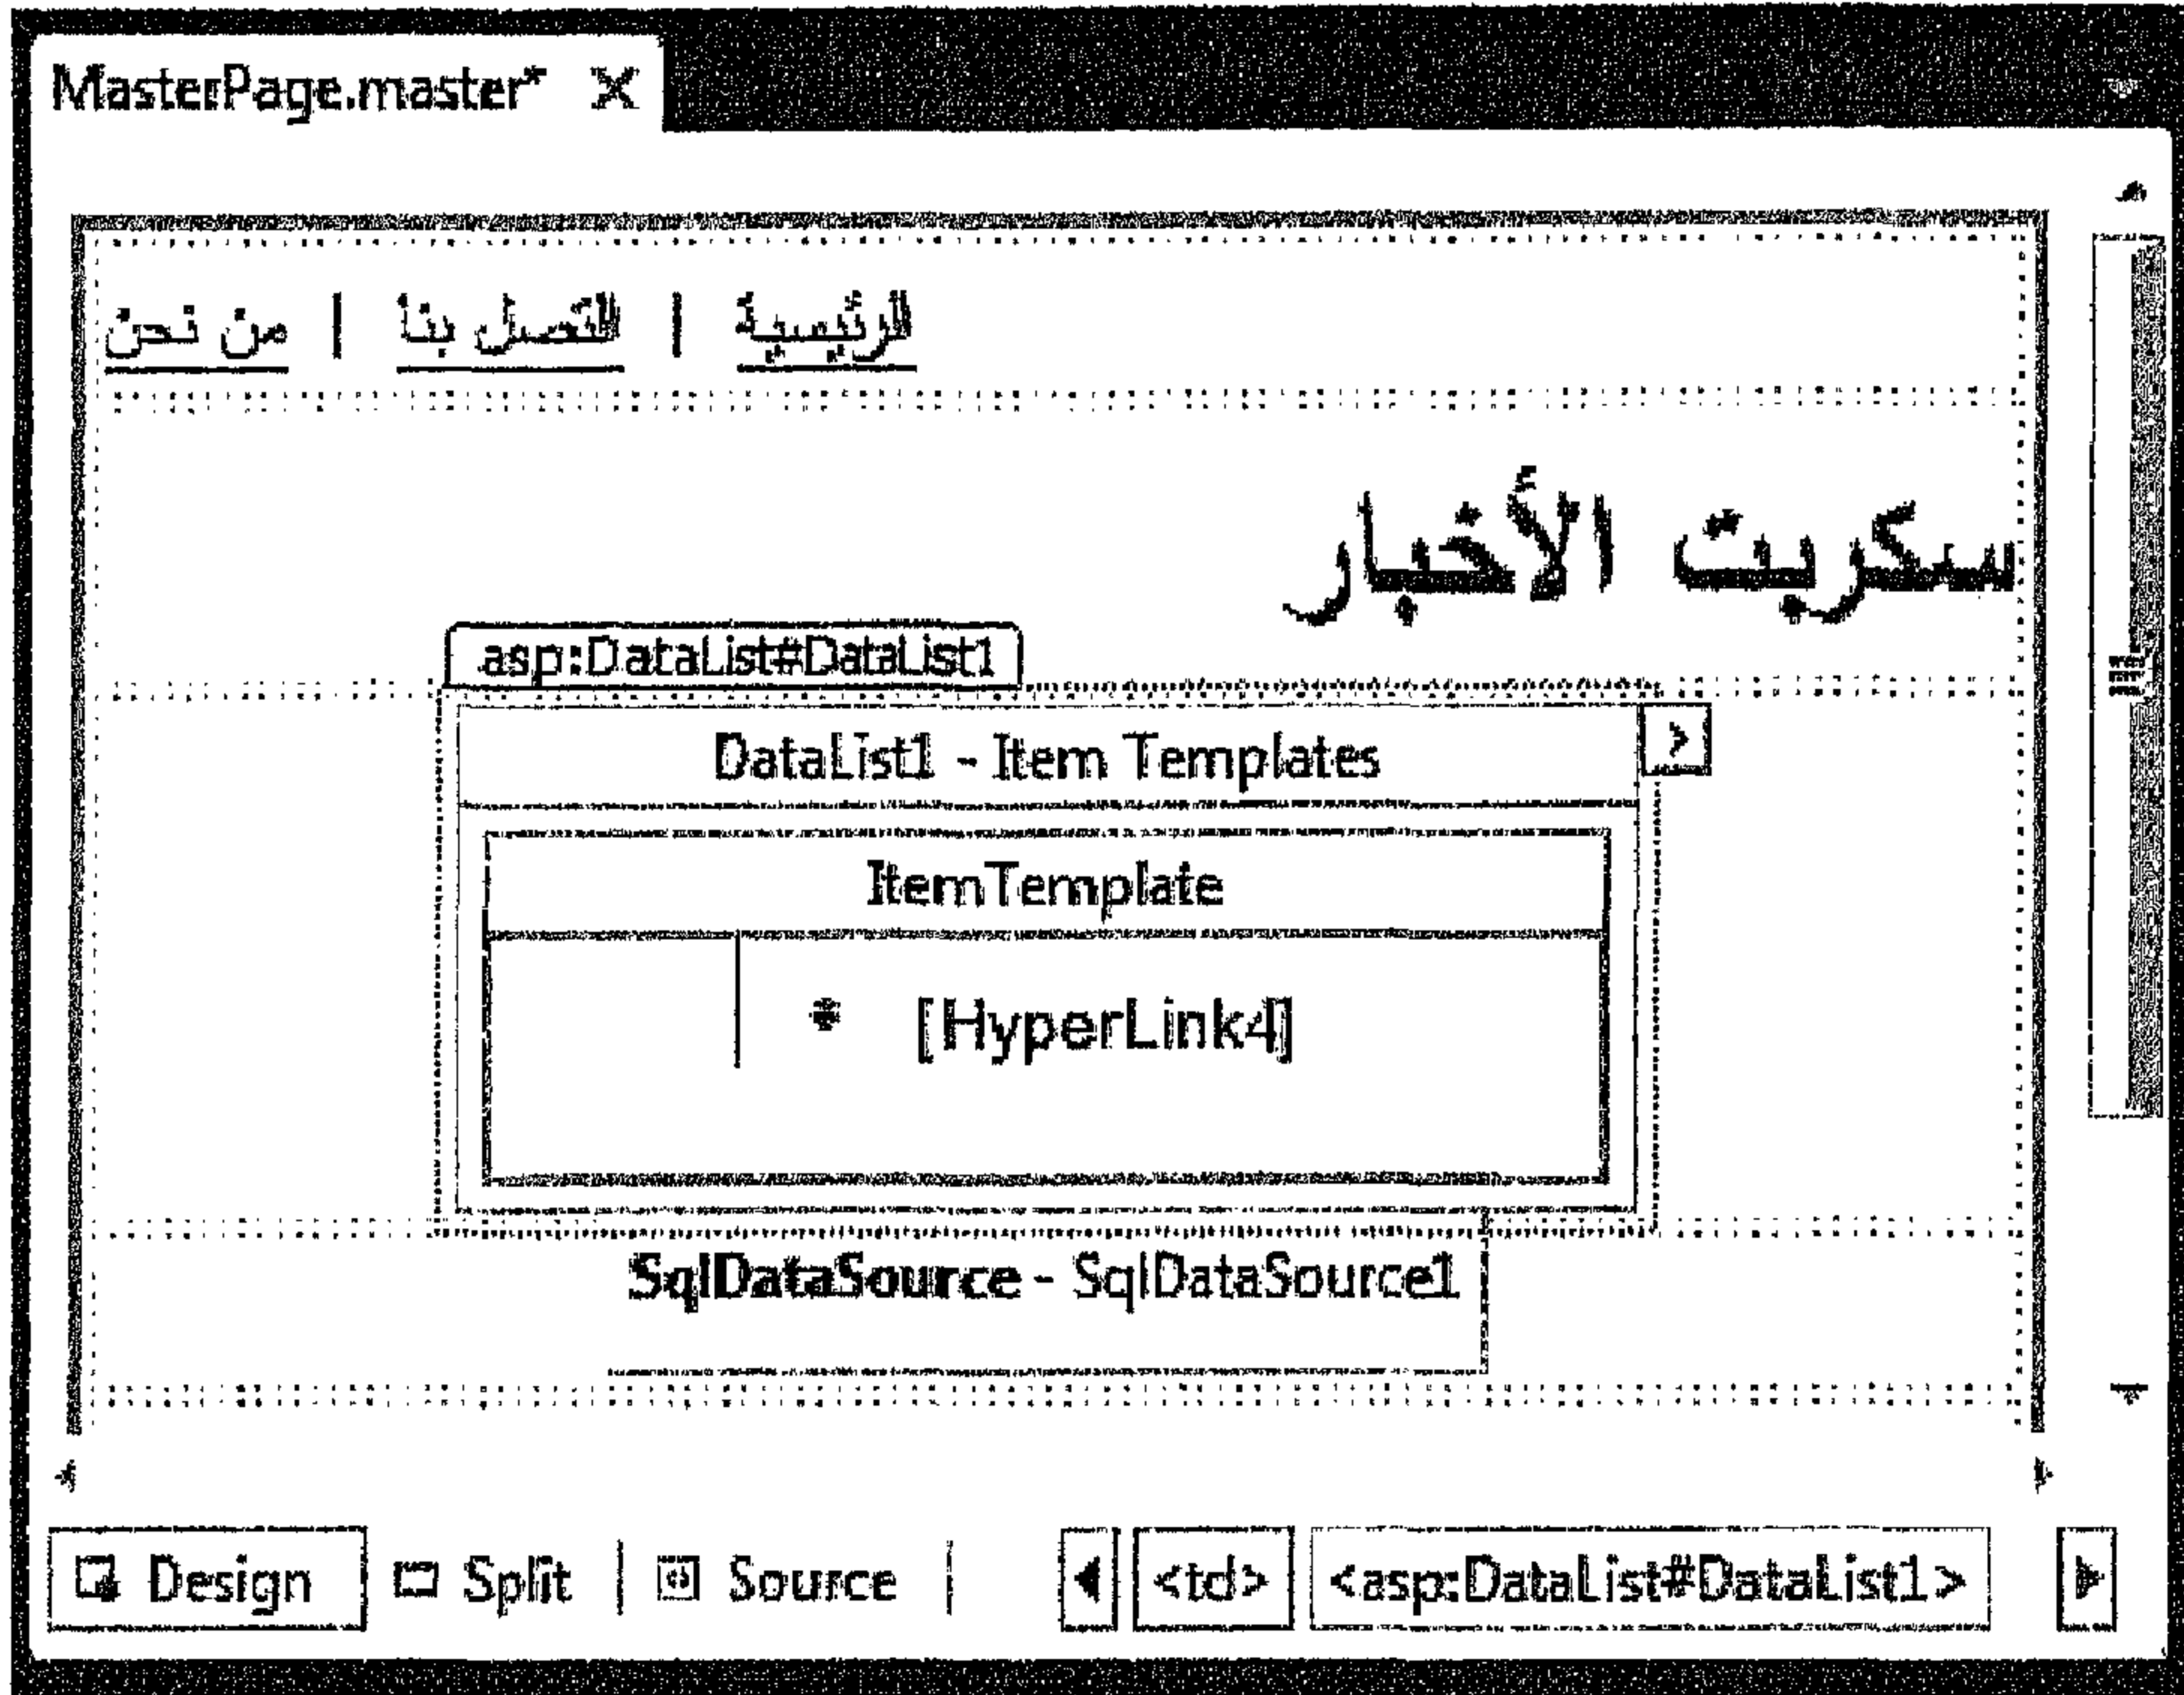 MasterPage.master* X
الرئيسية | اتصل بنا | من نحن
سكربت الأخبار
asp:DataList#DataList1
DataList1 - Item Templates
ItemTemplate
[HyperLink4]
SqlDataSource - SqlDataSource1
Design Split Source <td> <asp:DataList#DataList1>